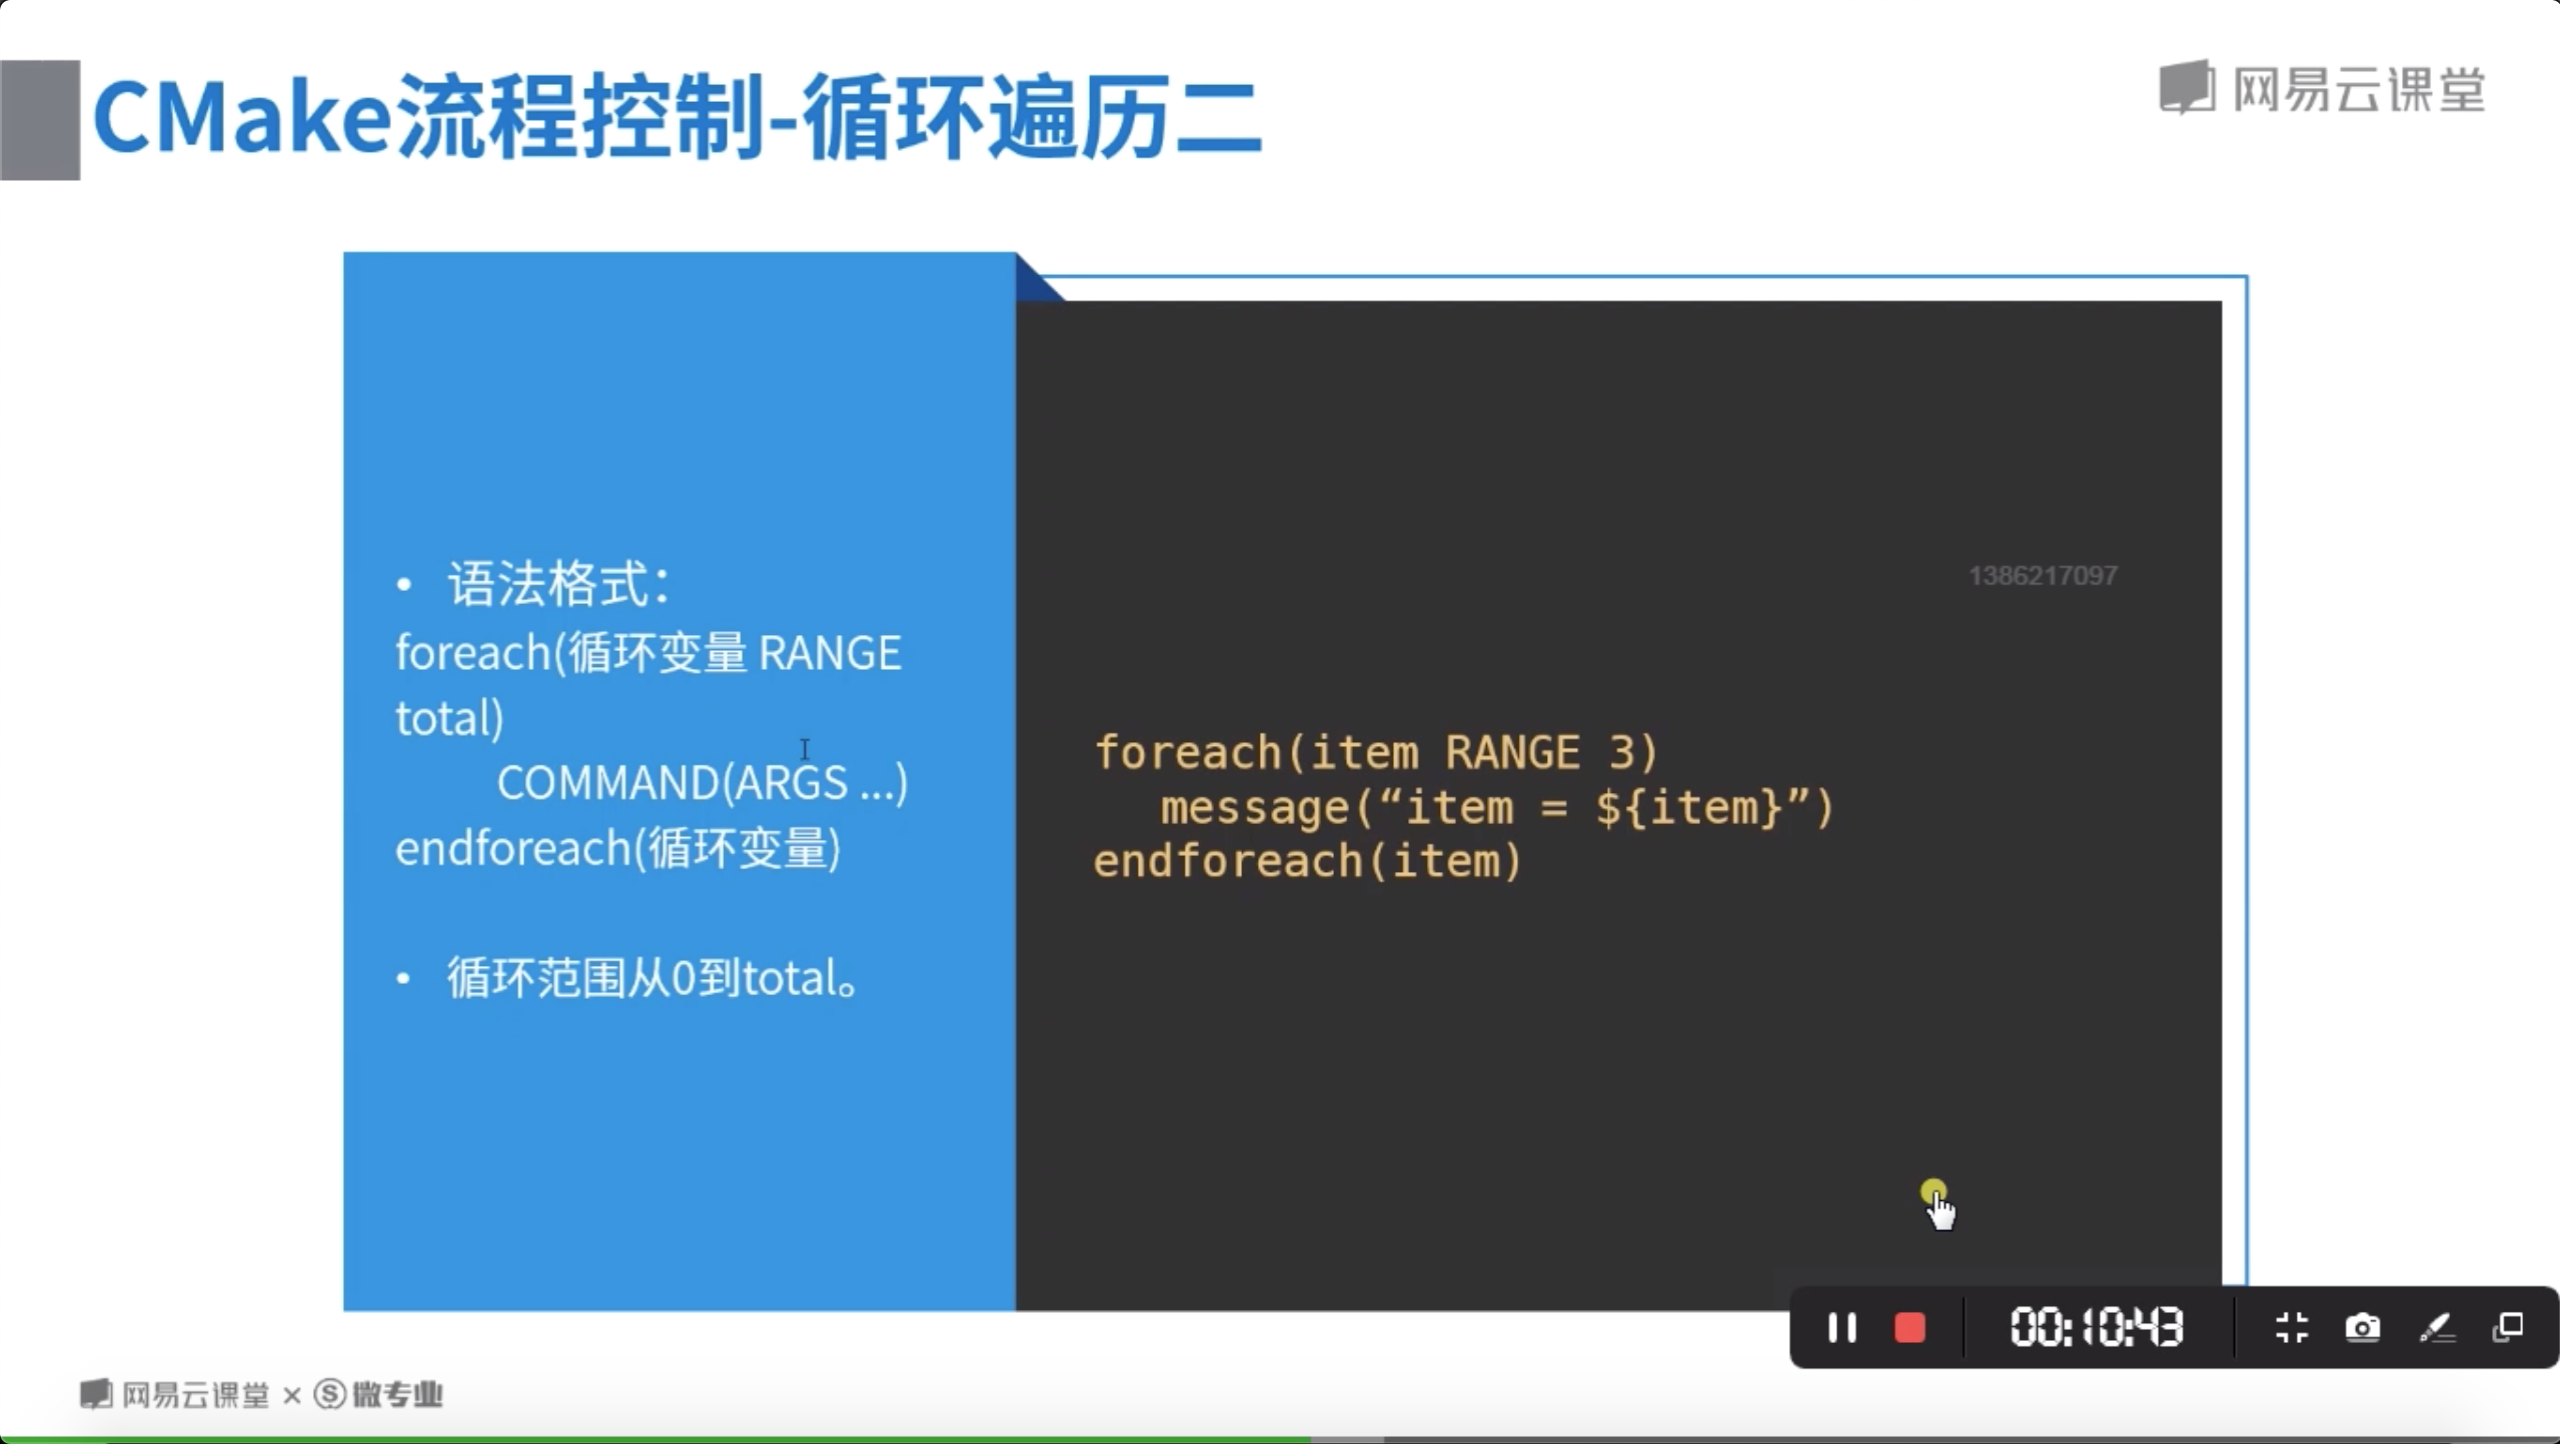 CMake流程控制-循环遍历二
网易云课堂
• 语法格式：
foreach(循环变量 RANGE
total)
COMMAND(ARGS ...)
endforeach(循环变量)
• 循环范围从0到total。
1386217097
foreach(item RANGE 3)
message(“item = ${item}”)
endforeach(item)
00:10:43
网易云课堂 × Ⓢ微专业